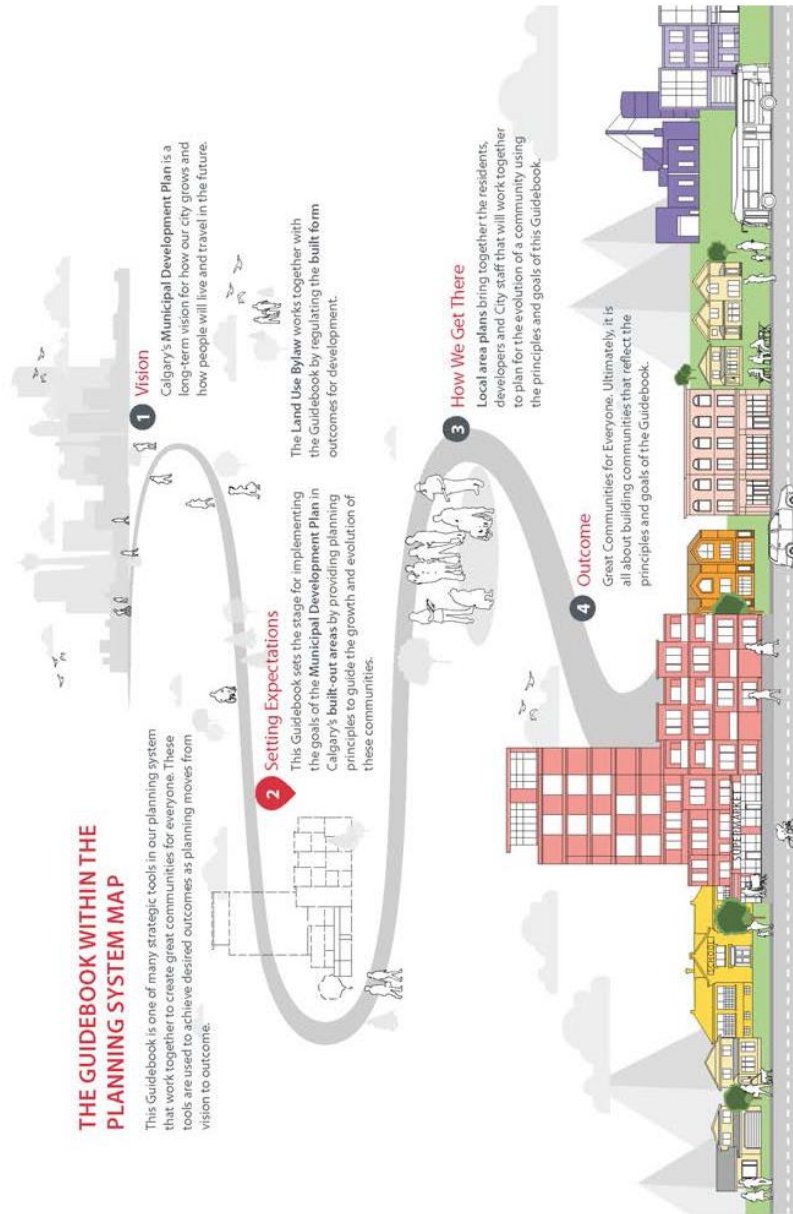 THE GUIDEBOOK WITHIN THE
PLANNING SYSTEM MAP
This Guidebook is one of many strategic tools in our planning system
that work together to create great communities for everyone. These
tools are used to achieve desired outcomes as planning moves from
vision to outcome.
1 Vision
Calgary's Municipal Development Plan is a
long-term vision for how our city grows and
how people will live and travel in the future.
2 Setting Expectations
This Guidebook sets the stage for implementing
the goals of the Municipal Development Plan in
Calgary's built-out areas by providing planning
principles to guide the growth and evolution of
these communities.
The Land Use Bylaw works together with
the Guidebook by regulating the built form
outcomes for development.
3 How We Get There
Local area plans bring together the residents,
developers and City staff that will work together
to plan for the evolution of a community using
the principles and goals of this Guidebook.
4 Outcome
Great Communities for Everyone. Ultimately, it is
all about building communities that reflect the
principles and goals of the Guidebook.
SCHOOL
SUPERMARKET